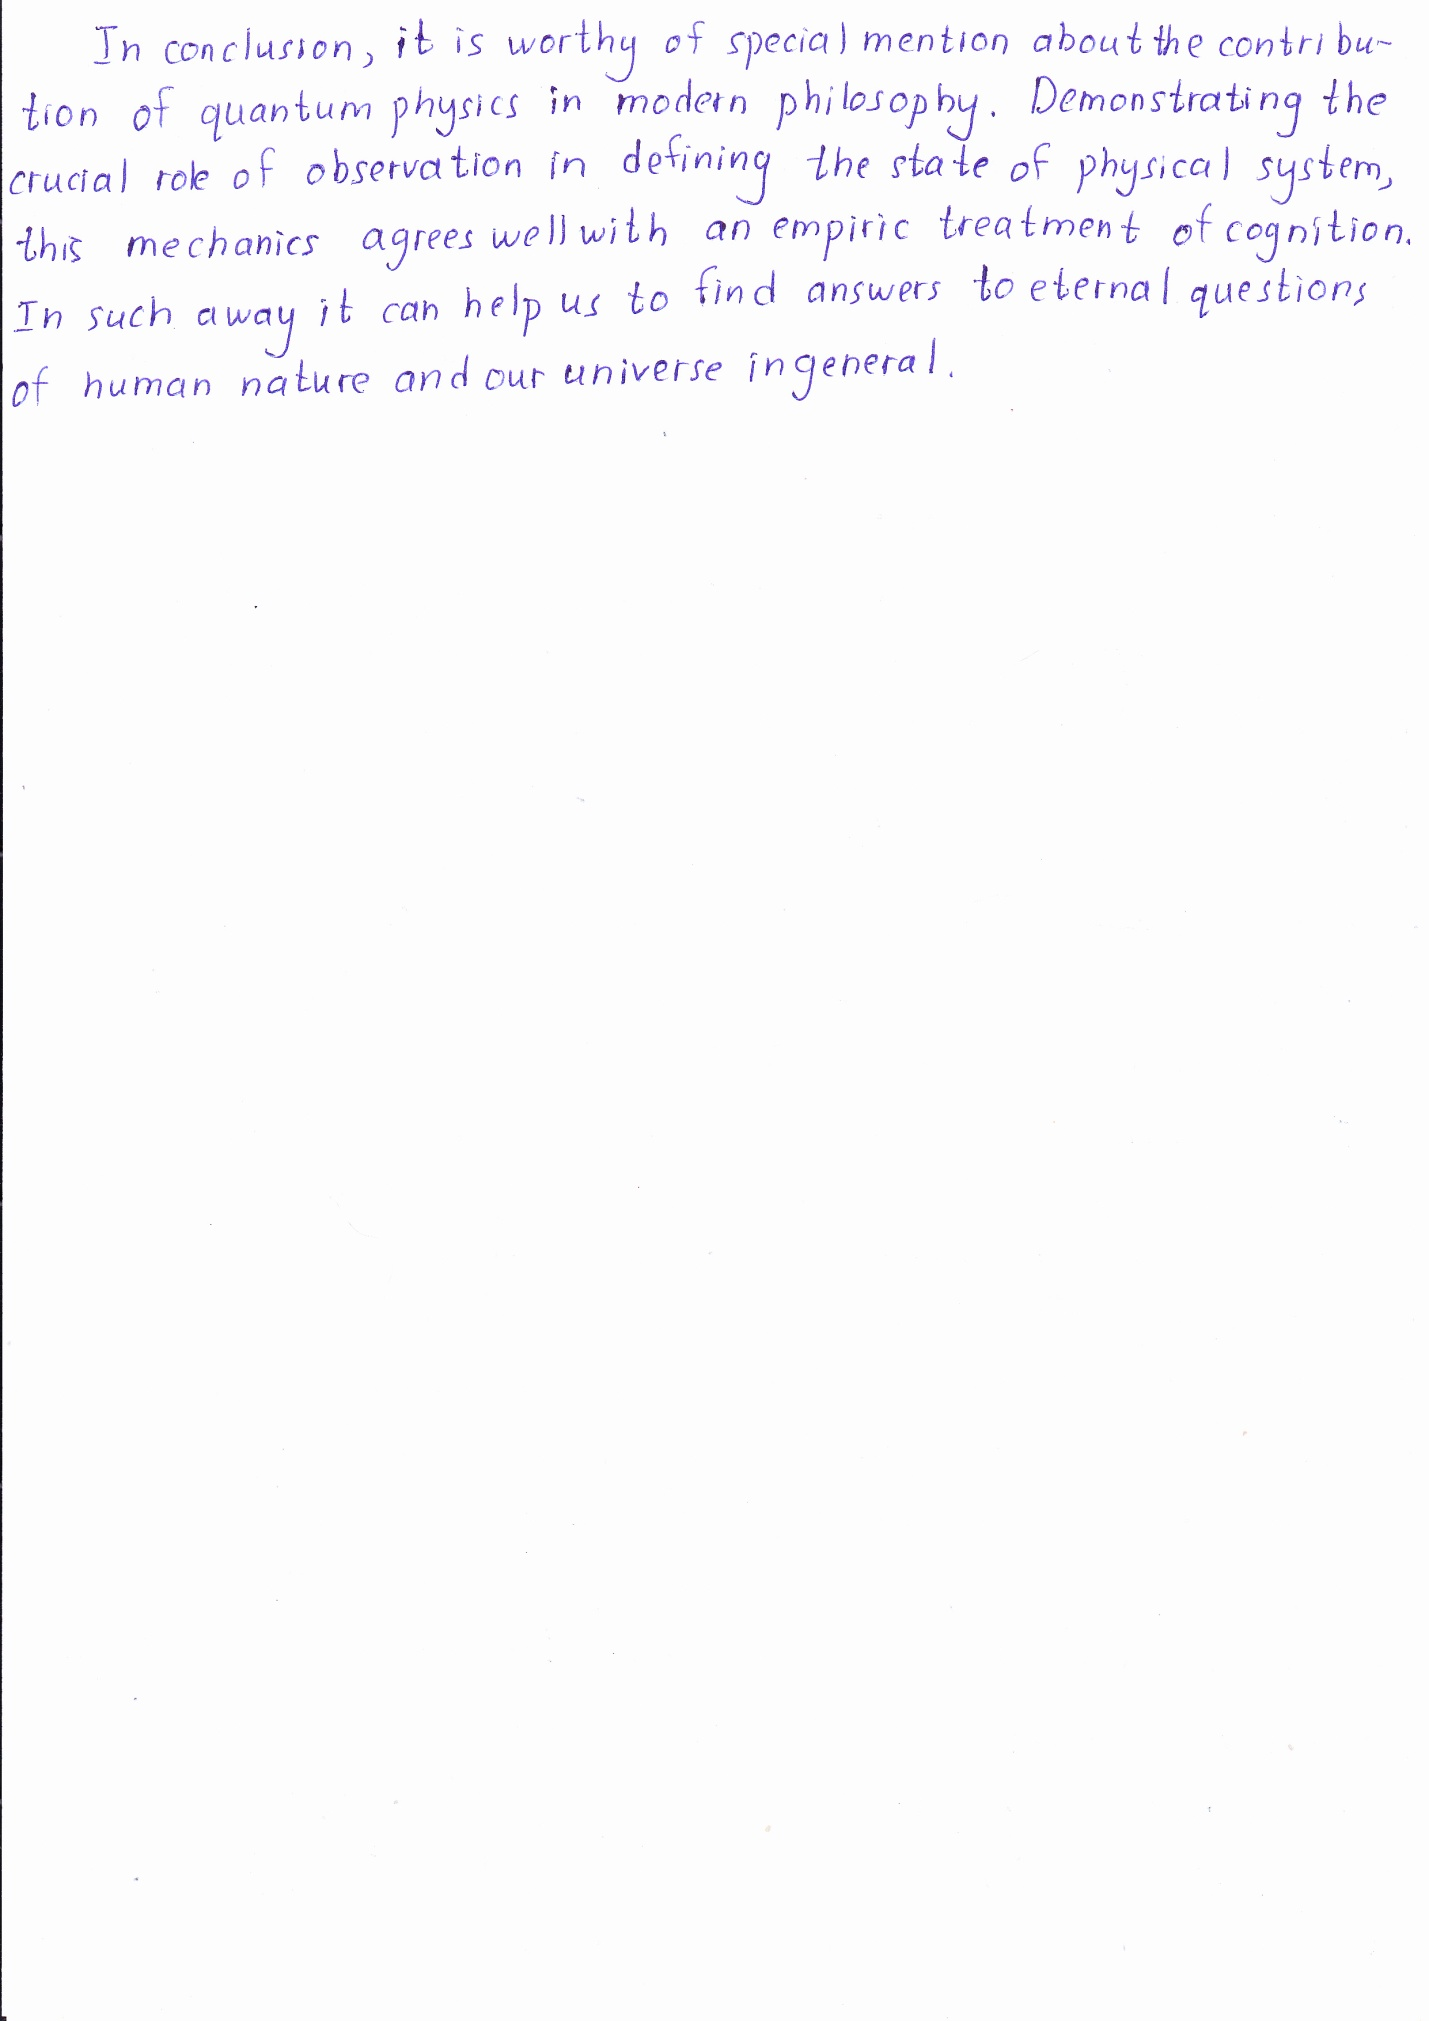 In conclusion, it is worthy of special mention about the contribu-
tion of quantum physics in modern philosophy. Demonstrating the
crucial role of observation in defining the state of physical system,
this mechanics agrees well with an empiric treatment of cognition.
In such away it can help us to find answers to eternal questions
of human nature and our universe in general.